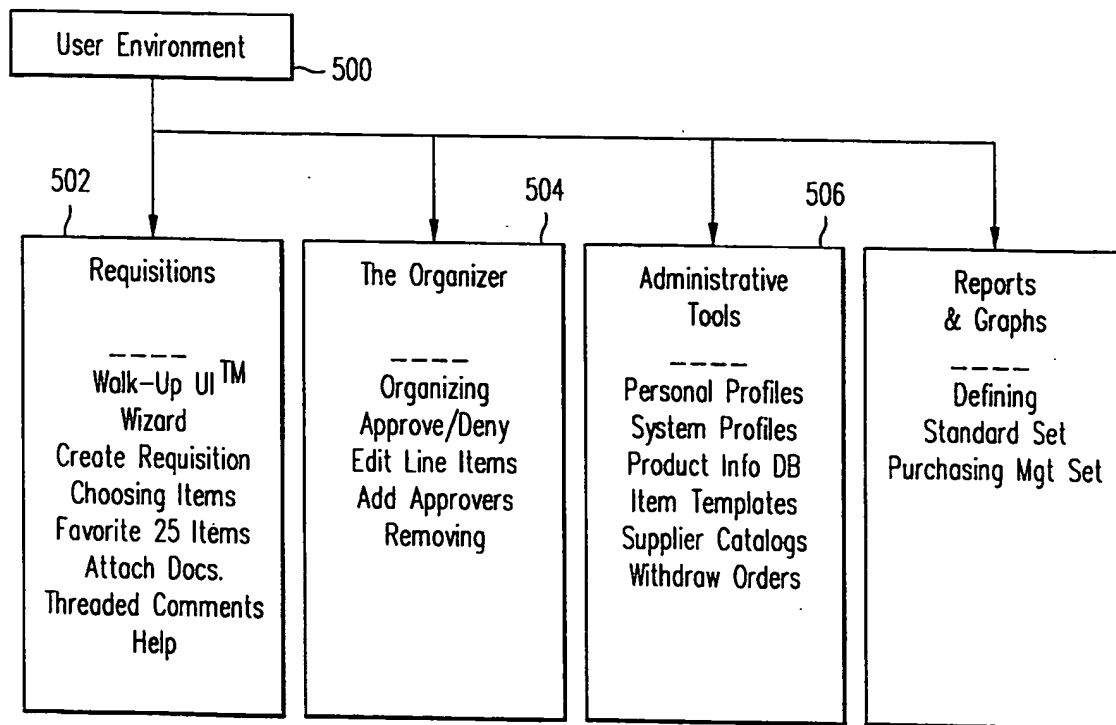 User Environment
500
502
Requisitions
Walk-Up UI™
Wizard
Create Requisition
Choosing Items
Favorite 25 Items
Attach Docs.
Threaded Comments
Help
504
The Organizer
Organizing
Approve/Deny
Edit Line Items
Add Approvers
Removing
506
Administrative
Tools
Personal Profiles
System Profiles
Product Info DB
Item Templates
Supplier Catalogs
Withdraw Orders
Reports
& Graphs
Defining
Standard Set
Purchasing Mgt Set